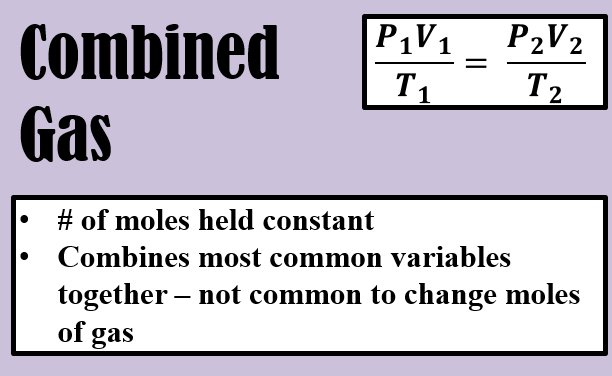 Combined
Gas
P₁V₁/T₁ = P₂V₂/T₂
• # of moles held constant
• Combines most common variables
together – not common to change moles
of gas